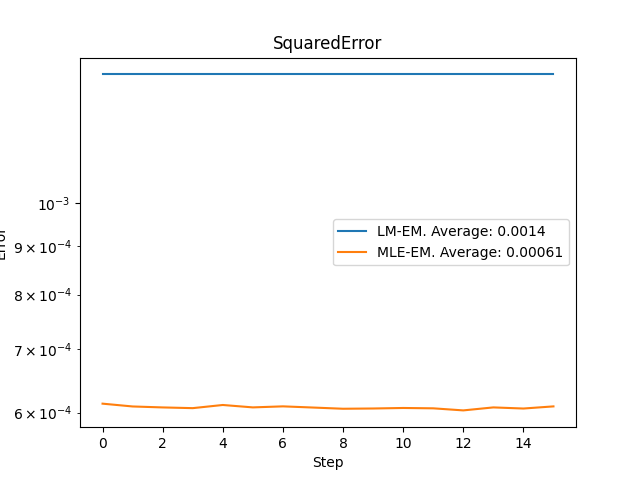 SquaredError
10⁻³
9 × 10⁻⁴
8 × 10⁻⁴
7 × 10⁻⁴
6 × 10⁻⁴
Error
LM-EM. Average: 0.0014
MLE-EM. Average: 0.00061
0 2 4 6 8 10 12 14
Step